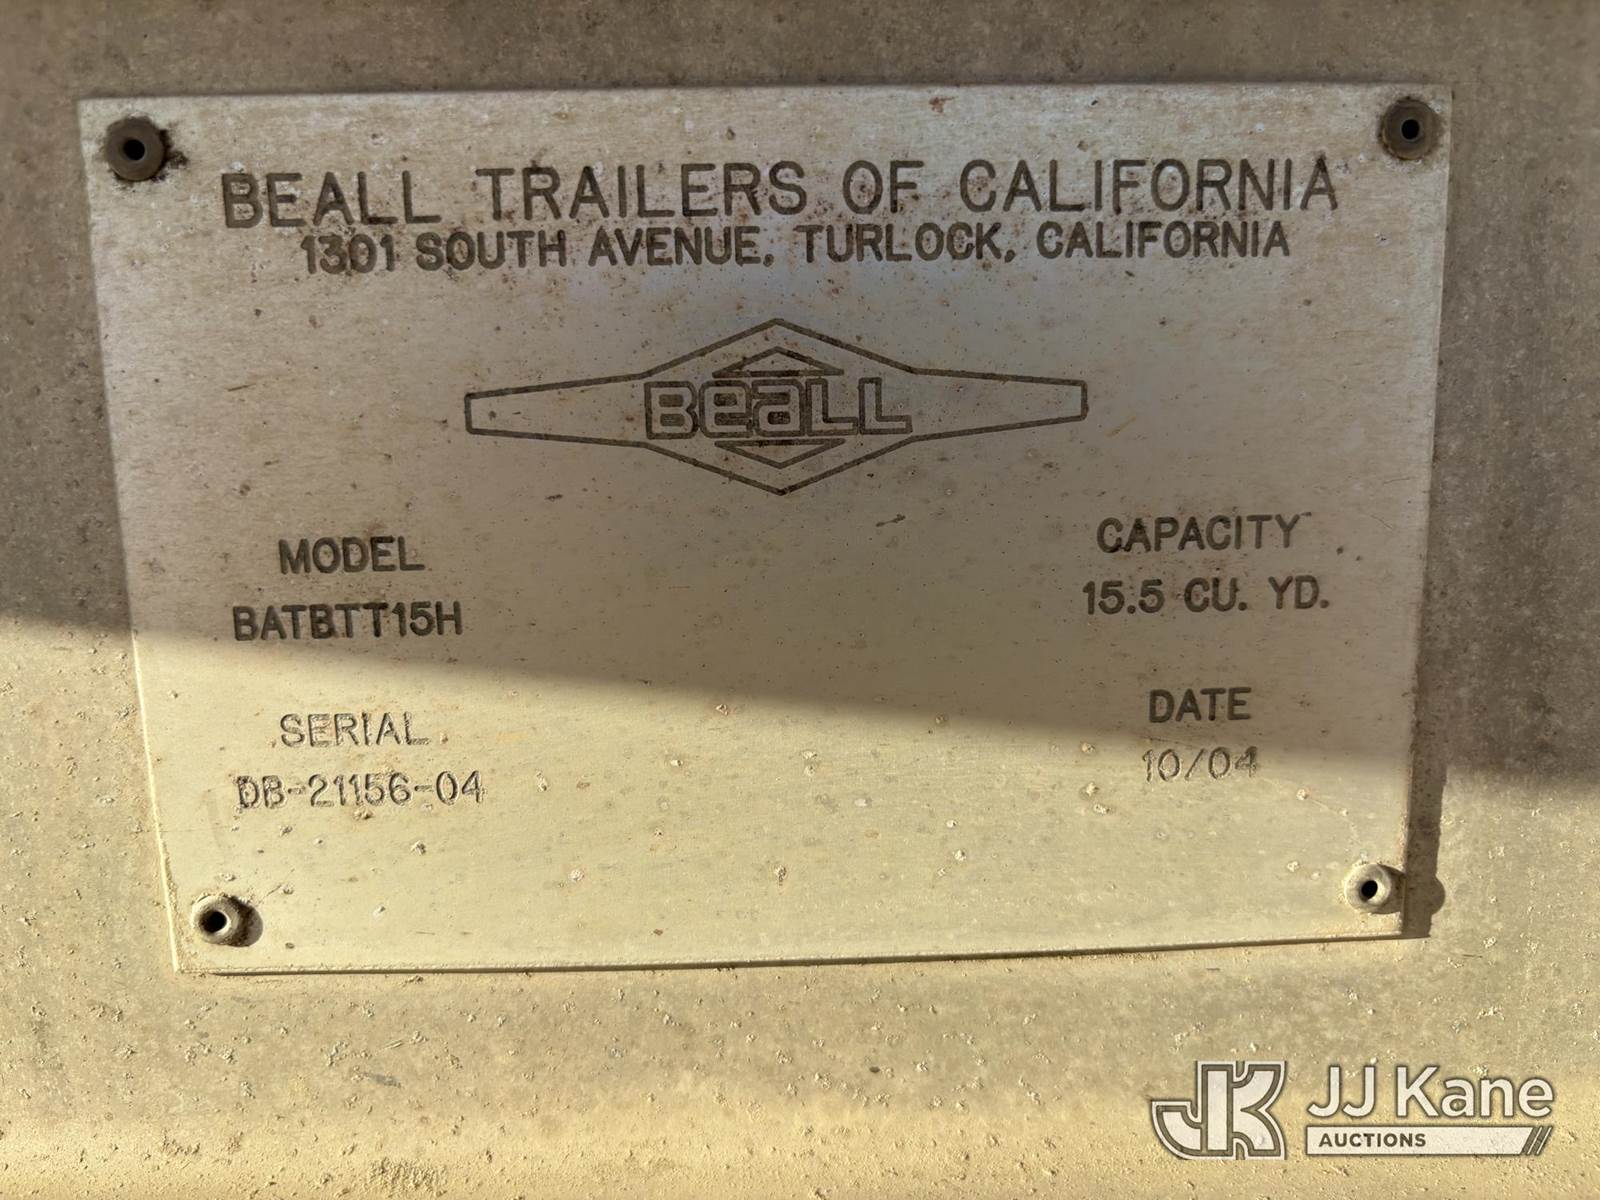 BEALL TRAILERS OF CALIFORNIA
1301 SOUTH AVENUE, TURLOCK, CALIFORNIA
BeaLL
MODEL
BATBTT15H
CAPACITY
15.5 CU. YD.
SERIAL
DB-21156-04
DATE
10/04
JK JJ Kane
AUCTIONS